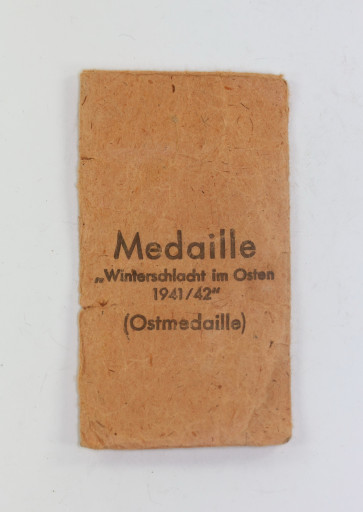 Medaille
„Winterschlacht im Osten
1941/42“
(Ostmedaille)